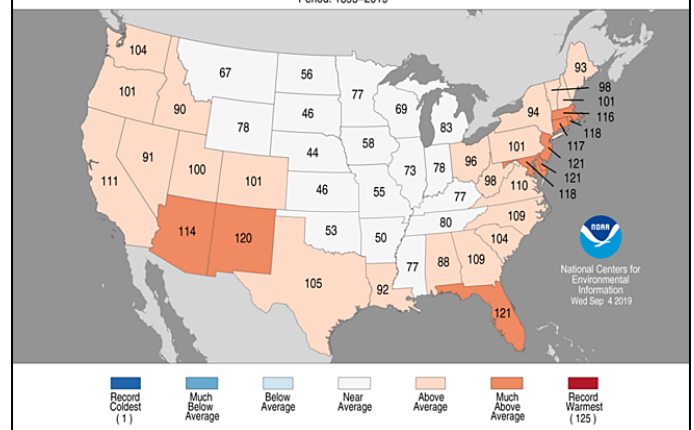 Period: 1895–2019
104
67
56
77
93
101
90
78
46
69
98
101
116
118
94
83
91
100
44
58
73
78
96
101
117
121
121
118
111
101
46
55
77
98
110
109
114
120
53
50
80
104
105
92
77
88
109
121
NOAA
National Centers for
Environmental
Information
Wed Sep 4 2019
Record
Coldest
(1)
Much
Below
Average
Below
Average
Near
Average
Above
Average
Much
Above
Average
Record
Warmest
(125)